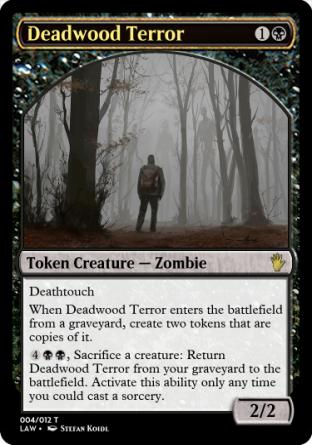 Deadwood Terror 1
Token Creature — Zombie
Deathtouch
When Deadwood Terror enters the battlefield
from a graveyard, create two tokens that are
copies of it.
4, Sacrifice a creature: Return
Deadwood Terror from your graveyard to the
battlefield. Activate this ability only any time
you could cast a sorcery.
2/2
004/012 T
LAW • Stefan Koidl